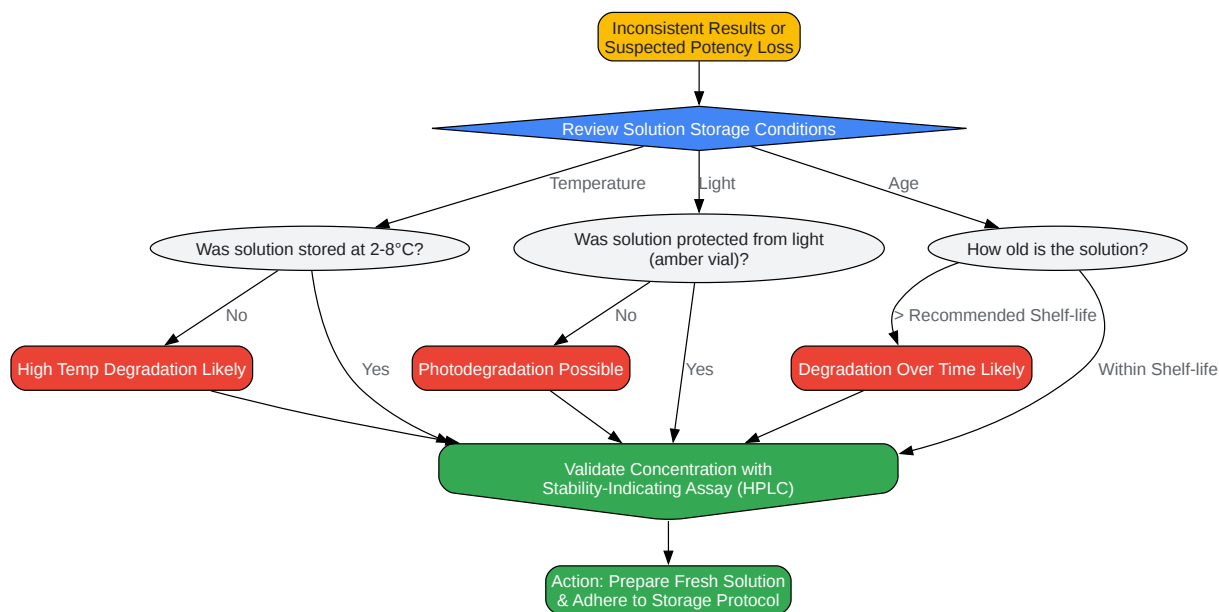 Inconsistent Results or
Suspected Potency Loss
Review Solution Storage Conditions
Temperature
Light
Age
Was solution stored at 2-8°C?
Was solution protected from light
(amber vial)?
How old is the solution?
No
No
> Recommended Shelf-life
High Temp Degradation Likely
Yes
Photodegradation Possible
Yes
Degradation Over Time Likely
Within Shelf-life
Validate Concentration with
Stability-Indicating Assay (HPLC)
Action: Prepare Fresh Solution
& Adhere to Storage Protocol